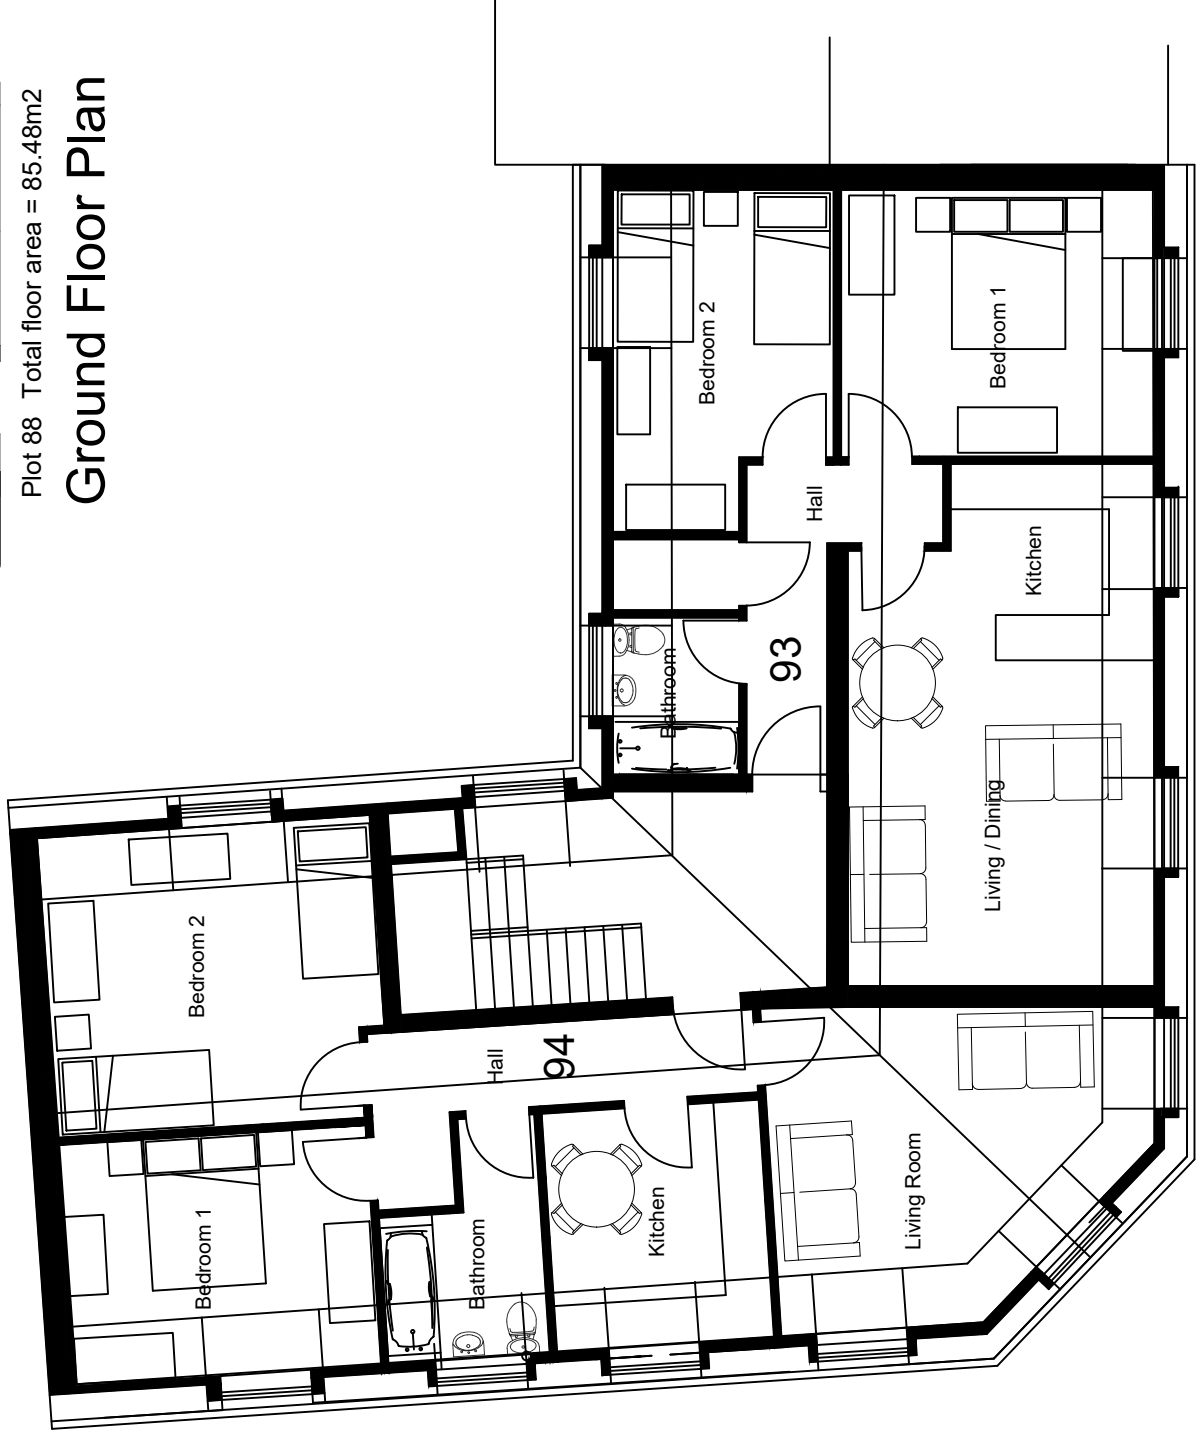 Plot 88 Total floor area = 85.48m2
Ground Floor Plan
Bedroom 2
Bedroom 1
Hall
Kitchen
Bathroom
93
Living / Dining
Bedroom 2
Hall
94
Bedroom 1
Bathroom
Kitchen
Living Room